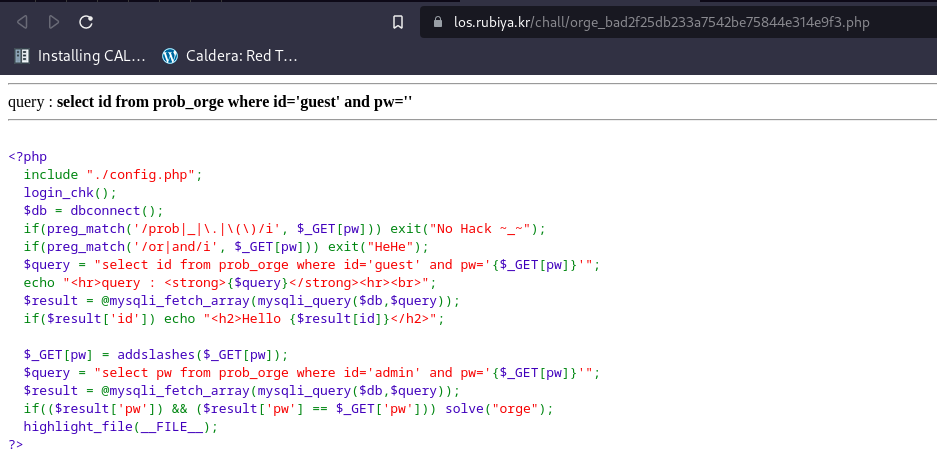 los.rubiya.kr/chall/orge_bad2f25db233a7542be75844e314e9f3.php
Installing CAL... Caldera: Red T...
query : select id from prob_orge where id='guest' and pw=''
<?php
  include "./config.php";
  login_chk();
  $db = dbconnect();
  if(preg_match('/prob|_|\.|\(\)/i', $_GET[pw])) exit("No Hack ~_~");
  if(preg_match('/or|and/i', $_GET[pw])) exit("HeHe");
  $query = "select id from prob_orge where id='guest' and pw='{$_GET[pw]}'";
  echo "<hr>query : <strong>{$query}</strong><hr><br>";
  $result = @mysqli_fetch_array(mysqli_query($db,$query));
  if($result['id']) echo "<h2>Hello {$result[id]}</h2>";
  $_GET[pw] = addslashes($_GET[pw]);
  $query = "select pw from prob_orge where id='admin' and pw='{$_GET[pw]}'";
  $result = @mysqli_fetch_array(mysqli_query($db,$query));
  if(($result['pw']) && ($result['pw'] == $_GET['pw'])) solve("orge");
  highlight_file(__FILE__);
?>